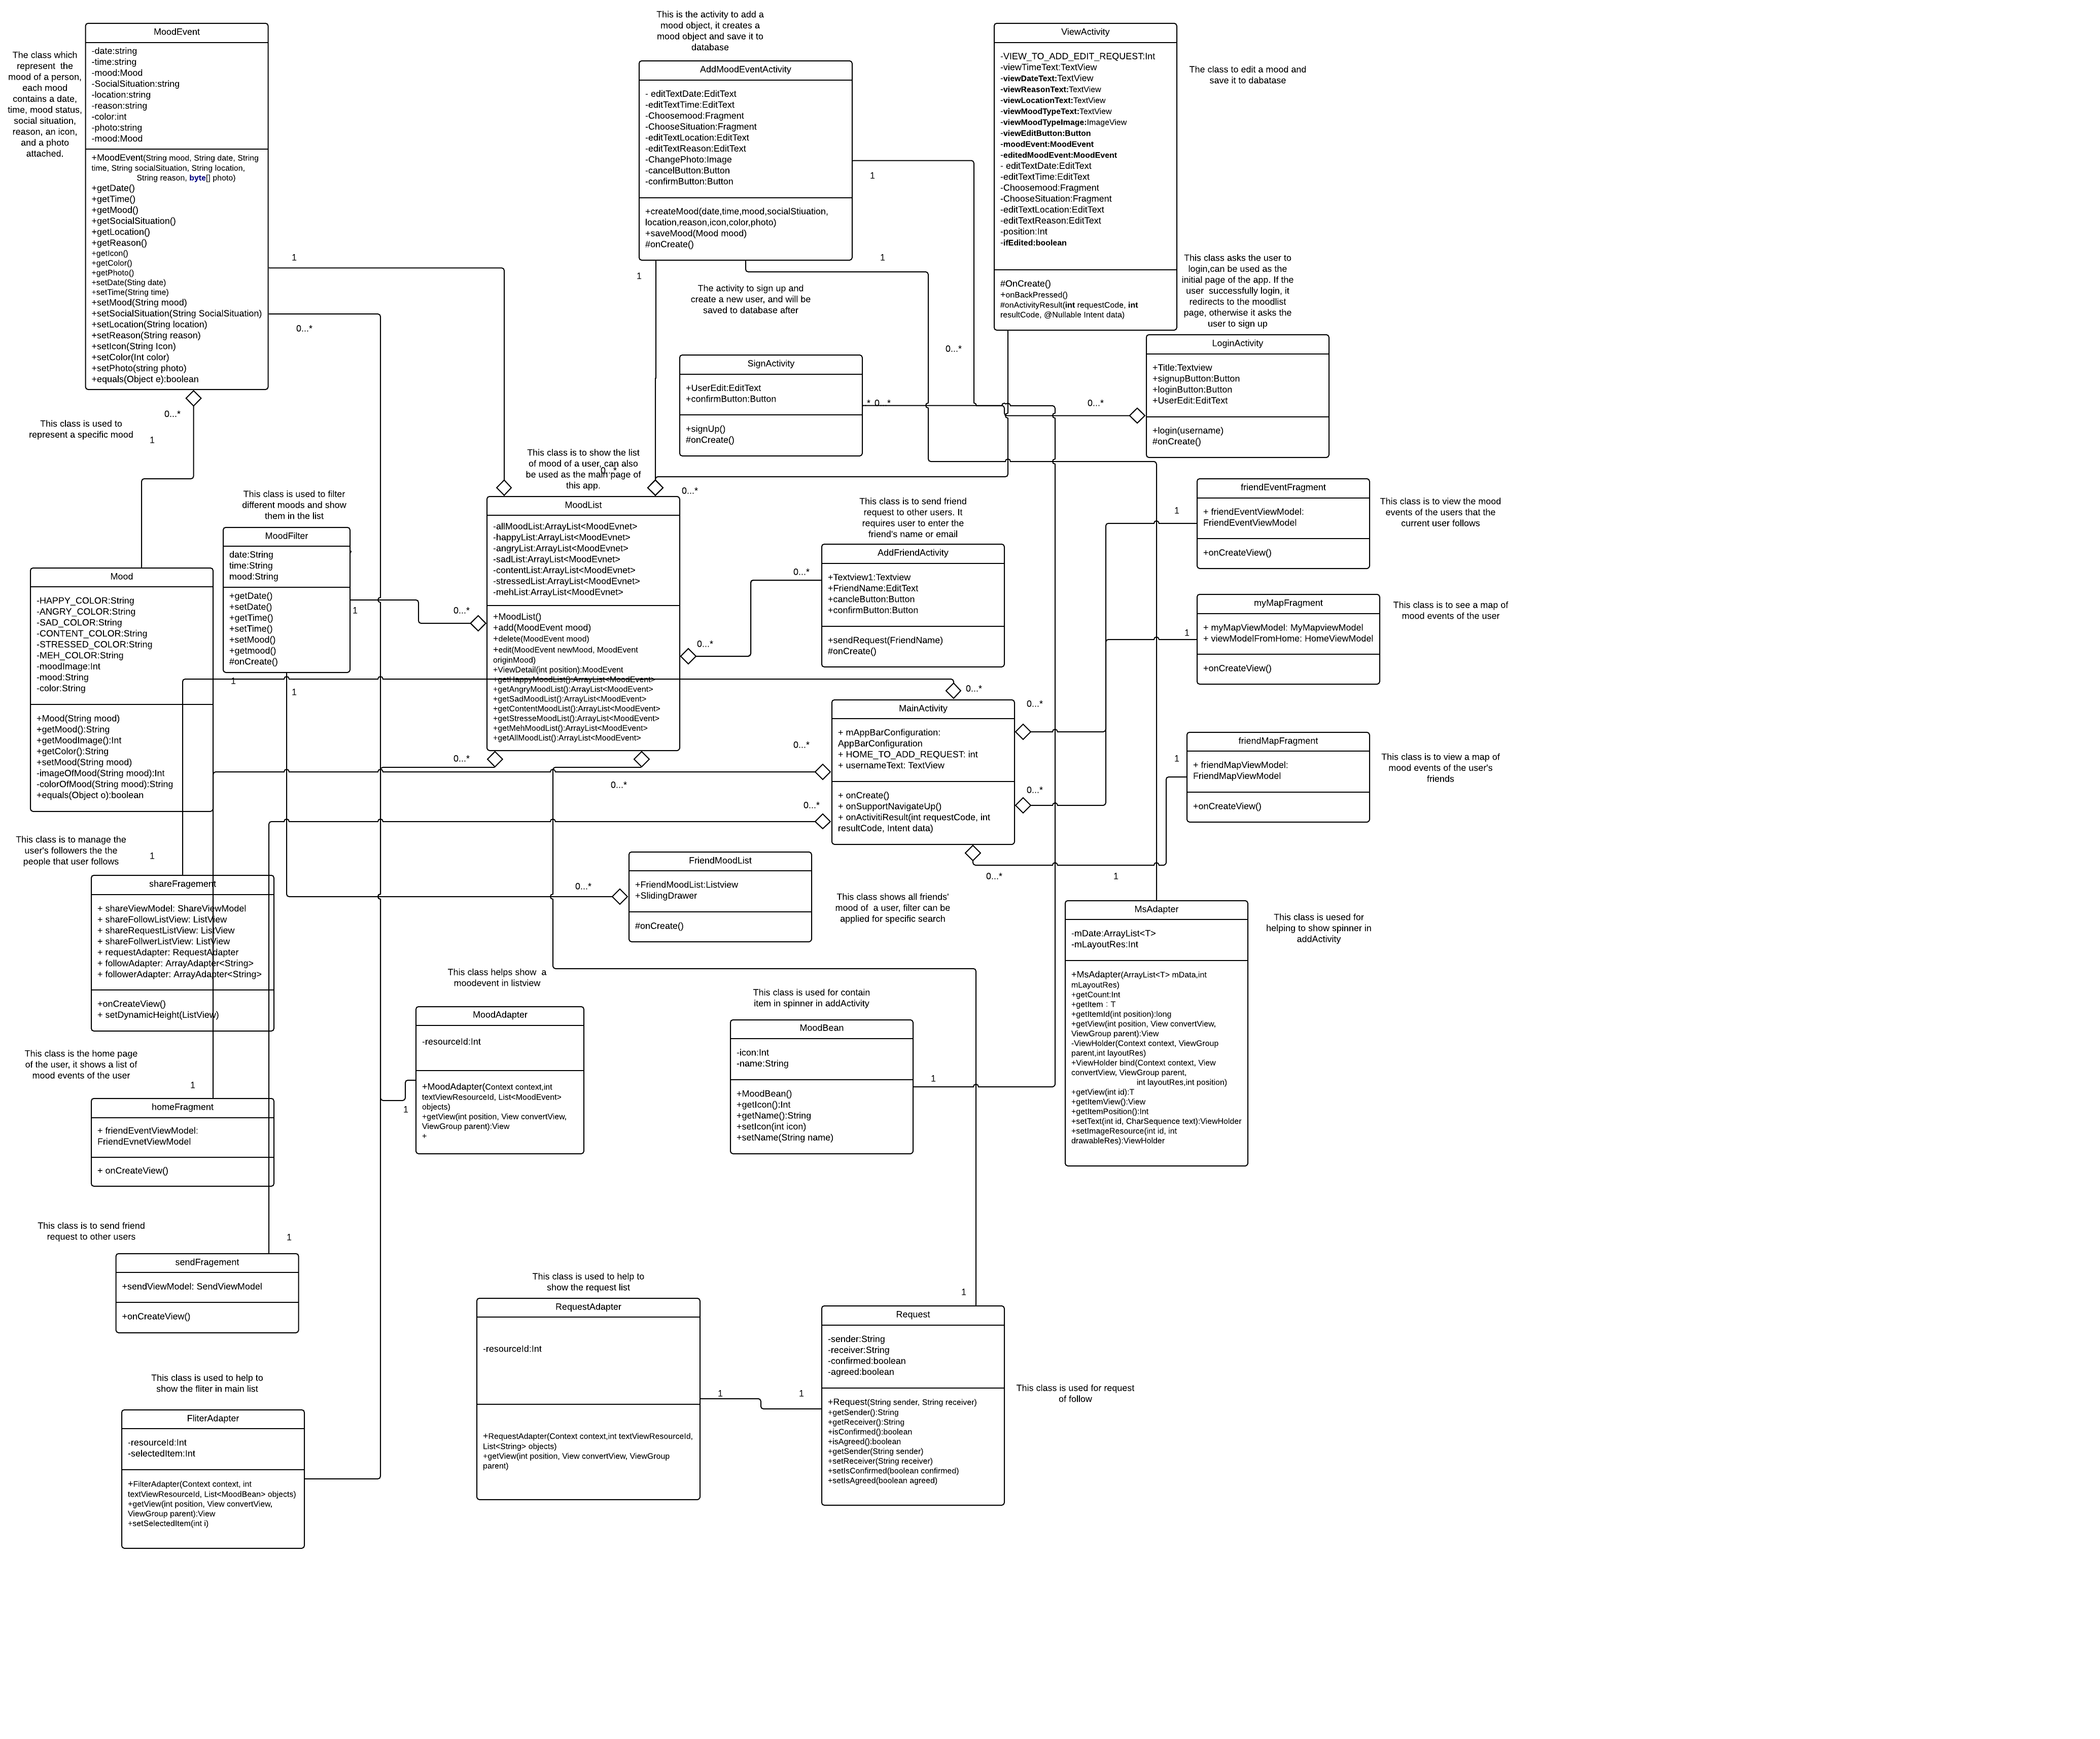 The class which
represent  the
mood of a person,
each mood
contains a date,
time, mood status,
social situation,
reason, an icon,
and a photo
attached.
MoodEvent
-date:string
-time:string
-mood:Mood
-SocialSituation:string
-location:string
-reason:string
-color:int
-photo:string
-mood:Mood
+MoodEvent(String mood, String date, String
time, String socialSituation, String location,
String reason, byte[] photo)
+getDate()
+getTime()
+getMood()
+getSocialSituation()
+getLocation()
+getReason()
+getIcon()
+getColor()
+getPhoto()
+setDate(Stirng date)
+setTime(String time)
+setMood(String mood)
+setSocialSituation(String SocialSituation)
+setLocation(String location)
+setReason(String reason)
+setIcon(String Icon)
+setColor(Int color)
+setPhoto(string photo)
+equals(Object e):boolean
1
0...*
0...*
1
This is the activity to add a
mood object, it creates a
mood object and save it to
database
AddMoodEventActivity
- editTextDate:EditText
-editTextTime:EditText
-Choosemood:Fragment
-ChooseSituation:Fragment
-editTextLocation:EditText
-editTextReason:EditText
-ChangePhoto:Image
-cancelButton:Button
-confirmButton:Button
+createMood(date,time,mood,socialStiuation,
location,reason,icon,color,photo)
+saveMood(Mood mood)
#onCreate()
1
1
1
0...*
ViewActivity
-VIEW_TO_ADD_EDIT_REQUEST:Int
-viewTimeText:TextView
-viewDateText:TextView
-viewReasonText:TextView
-viewLocationText:TextView
-viewMoodTypeText:TextView
-viewMoodTypeImage:ImageView
-viewEditButton:Button
-moodEvent:MoodEvent
-editedMoodEvent:MoodEvent
- editTextDate:EditText
-editTextTime:EditText
-Choosemood:Fragment
-ChooseSituation:Fragment
-editTextLocation:EditText
-editTextReason:EditText
-position:Int
-ifEdited:boolean
#OnCreate()
+onBackPressed()
#onActivityResult(int requestCode, int
resultCode, @Nullable Intent data)
The class to edit a mood and
save it to dabatase
This class asks the user to
login,can be used as the
initial page of the app. If the
user  successfully login, it
redirects to the moodlist
page, otherwise it asks the
user to sign up
LoginActivity
+Title:Textview
+signupButton:Button
+loginButton:Button
+UserEdit:EditText
+login(username)
#onCreate()
0...*
The activity to sign up and
create a new user, and will be
saved to database after
SignActivity
+UserEdit:EditText
+confirmButton:Button
+signUp()
#onCreate()
* 0...*
This class is used to
represent a specific mood
Mood
-HAPPY_COLOR:String
-ANGRY_COLOR:String
-SAD_COLOR:String
-CONTENT_COLOR:String
-STRESSED_COLOR:String
-MEH_COLOR:String
-moodImage:Int
-mood:String
-color:String
+Mood(String mood)
+getMood():String
+getMoodImage():Int
+getColor():String
+setMood(String mood)
-imageOfMood(String mood):Int
-colorOfMood(String mood):String
+equals(Object o):boolean
This class is used to filter
different moods and show
them in the list
MoodFilter
date:String
time:String
mood:String
+getDate()
+setDate()
+getTime()
+setTime()
+setMood()
+getmood()
#onCreate()
1
1
1
This class is to show the list
of mood of a user, can also
be used as the main page of
this app.
0...*
0...*
MoodList
-allMoodList:ArrayList<MoodEvnet>
-happyList:ArrayList<MoodEvnet>
-angryList:ArrayList<MoodEvnet>
-sadList:ArrayList<MoodEvnet>
-contentList:ArrayList<MoodEvnet>
-stressedList:ArrayList<MoodEvnet>
-mehList:ArrayList<MoodEvnet>
+MoodList()
+add(MoodEvent mood)
+delete(MoodEvent mood)
+edit(MoodEvent newMood, MoodEvent
originMood)
+ViewDetail(int position):MoodEvent
+getHappyMoodList():ArrayList<MoodEvent>
+getAngryMoodList():ArrayList<MoodEvent>
+getSadMoodList():ArrayList<MoodEvent>
+getContentMoodList():ArrayList<MoodEvent>
+getStresseMoodList():ArrayList<MoodEvent>
+getMehMoodList():ArrayList<MoodEvent>
+getAllMoodList():ArrayList<MoodEvent>
0...*
0...*
0...*
0...*
This class is to send friend
request to other users. It
requires user to enter the
friend's name or email
AddFriendActivity
+Textview1:Textview
+FriendName:EditText
+cancleButton:Button
+confirmButton:Button
+sendRequest(FriendName)
#onCreate()
0...*
friendEventFragment
+ friendEventViewModel:
FriendEventViewModel
+onCreateView()
1
This class is to view the mood
events of the users that the
current user follows
myMapFragment
+ myMapViewModel: MyMapviewModel
+ viewModelFromHome: HomeViewModel
+onCreateView()
1
This class is to see a map of
mood events of the user
friendMapFragment
+ friendMapViewModel:
FriendMapViewModel
+onCreateView()
1
This class is to view a map of
mood events of the user's
friends
MainActivity
+ mAppBarConfiguration:
AppBarConfiguration
+ HOME_TO_ADD_REQUEST: int
+ usernameText: TextView
+ onCreate()
+ onSupportNavigateUp()
+ onActivitiResult(int requestCode, int
resultCode, Intent data)
0...*
0...*
0...*
0...*
0...*
0...*
This class is to manage the
user's followers the the
people that user follows
1
shareFragement
+ shareViewModel: ShareViewModel
+ shareFollowListView: ListView
+ shareRequestListView: ListView
+ shareFollwerListView: ListView
+ requestAdapter: RequestAdapter
+ followAdapter: ArrayAdapter<String>
+ followerAdapter: ArrayAdapter<String>
+onCreateView()
+ setDynamicHeight(ListView)
FriendMoodList
+FriendMoodList:Listview
+SlidingDrawer
#onCreate()
0...*
This class shows all friends'
mood of  a user, filter can be
applied for specific search
1
MsAdapter
-mDate:ArrayList<T>
-mLayoutRes:Int
+MsAdapter(ArrayList<T> mData,int
mLayoutRes)
+getCount:Int
+getItem：T
+getItemId(int position):long
+getView(int position, View convertView,
ViewGroup parent):View
-ViewHolder(Context context, ViewGroup
parent,int layoutRes)
+ViewHolder bind(Context context, View
convertView, ViewGroup parent,
int layoutRes,int position)
+getView(int id):T
+getItemView():View
+getItemPosition():Int
+setText(int id, CharSequence text):ViewHolder
+setImageResource(int id, int
drawableRes):ViewHolder
This class is uesed for
helping to show spinner in
addActivity
This class helps show  a
moodevent in listview
MoodAdapter
-resourceId:Int
+MoodAdapter(Context context,int
textViewResourceId, List<MoodEvent>
objects)
+getView(int position, View convertView,
ViewGroup parent):View
+
1
This class is used for contain
item in spinner in addActivity
MoodBean
-icon:Int
-name:String
+MoodBean()
+getIcon():Int
+getName():String
+setIcon(int icon)
+setName(String name)
1
This class is the home page
of the user, it shows a list of
mood events of the user
1
homeFragment
+ friendEventViewModel:
FriendEvnetViewModel
+ onCreateView()
This class is to send friend
request to other users
1
sendFragement
+sendViewModel: SendViewModel
+onCreateView()
This class is used to help to
show the request list
RequestAdapter
-resourceId:Int
+RequestAdapter(Context context,int textViewResourceId,
List<String> objects)
+getView(int position, View convertView, ViewGroup
parent)
1
1
1
Request
-sender:String
-receiver:String
-confirmed:boolean
-agreed:boolean
+Request(String sender, String receiver)
+getSender():String
+getReceiver():String
+isConfirmed():boolean
+isAgreed():boolean
+getSender(String sender)
+setReceiver(String receiver)
+setIsConfirmed(boolean confirmed)
+setIsAgreed(boolean agreed)
This class is used for request
of follow
This class is used to help to
show the fliter in main list
FliterAdapter
-resourceId:Int
-selectedItem:Int
+FilterAdapter(Context context, int
textViewResourceId, List<MoodBean> objects)
+getView(int position, View convertView,
ViewGroup parent):View
+setSelectedItem(int i)